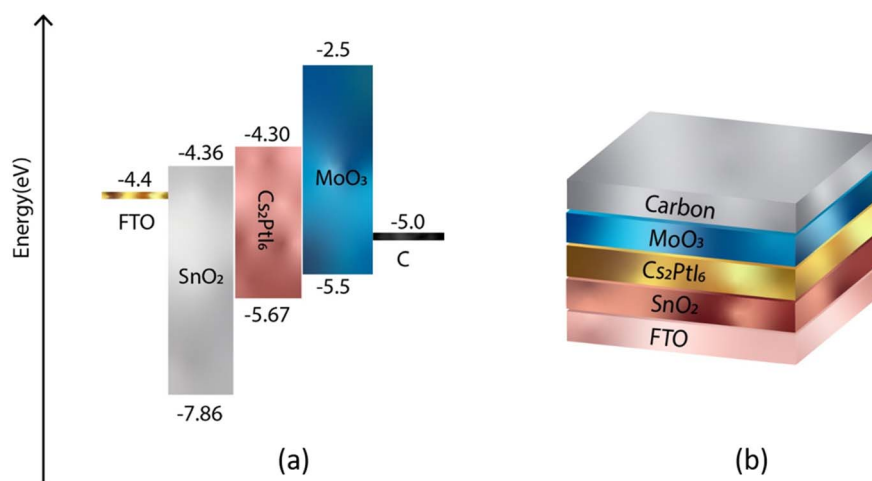 Energy(eV)
-4.4
FTO
-4.36
SnO₂
-7.86
-4.30
Cs₂PtI₆
-5.67
-2.5
MoO₃
-5.5
-5.0
C
(a)
Carbon
MoO₃
Cs₂PtI₆
SnO₂
FTO
(b)